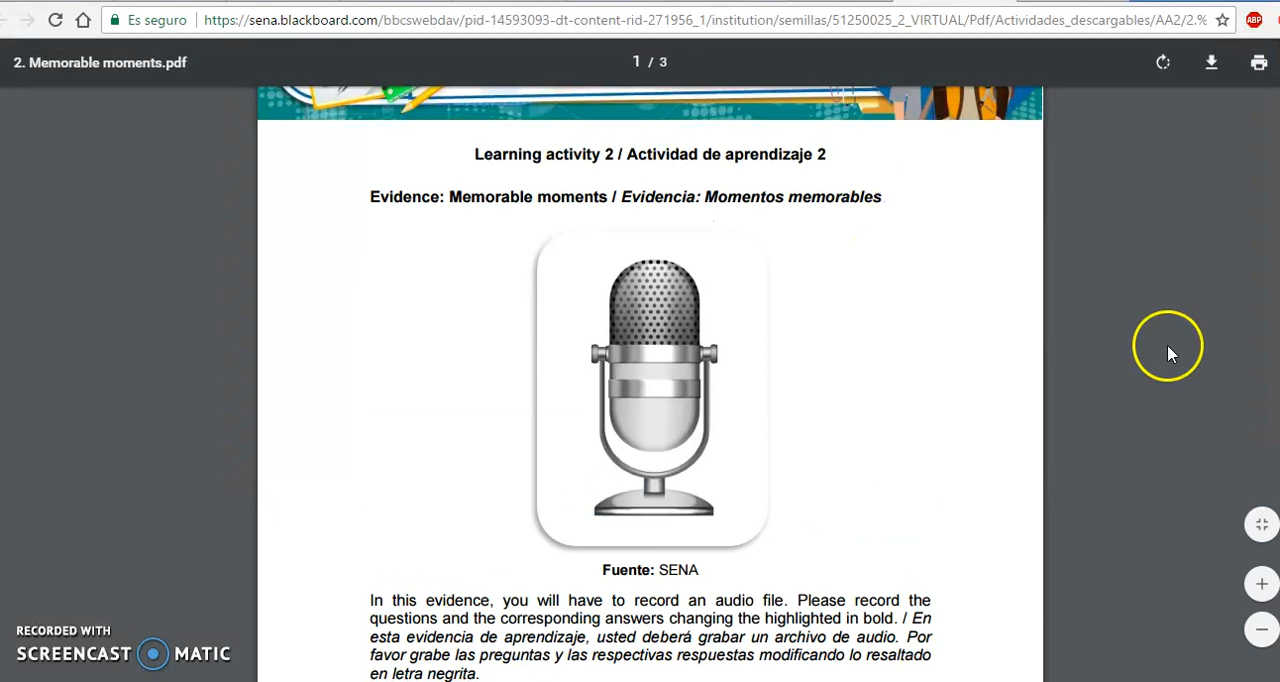 Es seguro
https://sena.blackboard.com/bbcswebdav/pid-14593093-dt-content-rid-271956_1/institution/semillas/51250025_2_VIRTUAL/Pdf/Actividades_descargables/AA2/2.%
ABP
2. Memorable moments.pdf
1 / 3
Learning activity 2 / Actividad de aprendizaje 2
Evidence: Memorable moments / Evidencia: Momentos memorables
Fuente: SENA
In this evidence, you will have to record an audio file. Please record the
questions and the corresponding answers changing the highlighted in bold. / En
esta evidencia de aprendizaje, usted deberá grabar un archivo de audio. Por
favor grabe las preguntas y las respectivas respuestas modificando lo resaltado
en letra negrita.
RECORDED WITH
SCREENCAST MATIC